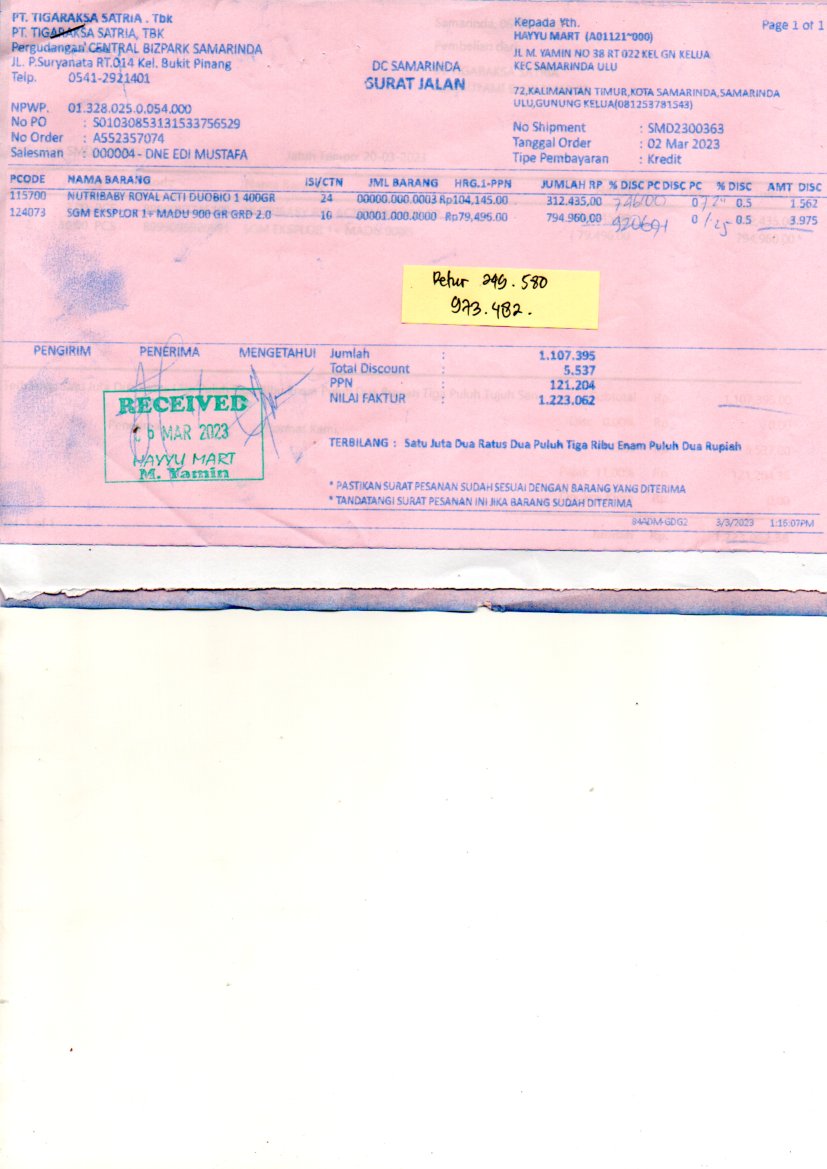 PT. TIGARAKSA SATRIA . Tbk
PT. TIGARAKSA SATRIA, TBK
Pergudangan CENTRAL BIZPARK SAMARINDA
JL. P.Suryanata RT.014 Kel. Bukit Pinang
Telp. 0541-2921401
NPWP. 01.328.025.0.054.000
No PO : S01030853131533756529
No Order : A552357074
Salesman : 000004 - DNE EDI MUSTAFA
DC SAMARINDA
SURAT JALAN
Kepada Yth.
HAYYU MART (A01121~000)
Page 1 of 1
JL M. YAMIN NO 38 RT 022 KEL GN KELUA
KEC SAMARINDA ULU
72,KALIMANTAN TIMUR,KOTA SAMARINDA,SAMARINDA
ULU,GUNUNG KELUA(081253781543)
No Shipment : SMD2300363
Tanggal Order : 02 Mar 2023
Tipe Pembayaran : Kredit
PCODE NAMA BARANG ISI/CTN JML BARANG HRG.1-PPN JUMLAH RP % DISC PC DISC PC % DISC AMT DISC
115700 NUTRIBABY ROYAL ACTI DUOBIO 1 400GR 24 00000.000.0003 Rp104,145.00 312.435,00 0 0.5 1.562
124073 SGM EKSPLOR 1+ MADU 900 GR GRD 2.0 10 00001.000.0000 Rp79,496.00 794.960,00 0 0.5 3.975
Retur 249.580
973.482.
PENGIRIM PENERIMA MENGETAHUI
Jumlah : 1.107.395
Total Discount : 5.537
PPN : 121.204
NILAI FAKTUR : 1.223.062
RECEIVED
06 MAR 2023
HAYYU MART
M. Yamin
TERBILANG : Satu Juta Dua Ratus Dua Puluh Tiga Ribu Enam Puluh Dua Rupiah
* PASTIKAN SURAT PESANAN SUDAH SESUAI DENGAN BARANG YANG DITERIMA
* TANDATANGI SURAT PESANAN INI JIKA BARANG SUDAH DITERIMA
84ADM-GDG2 3/3/2023 1:16:07PM